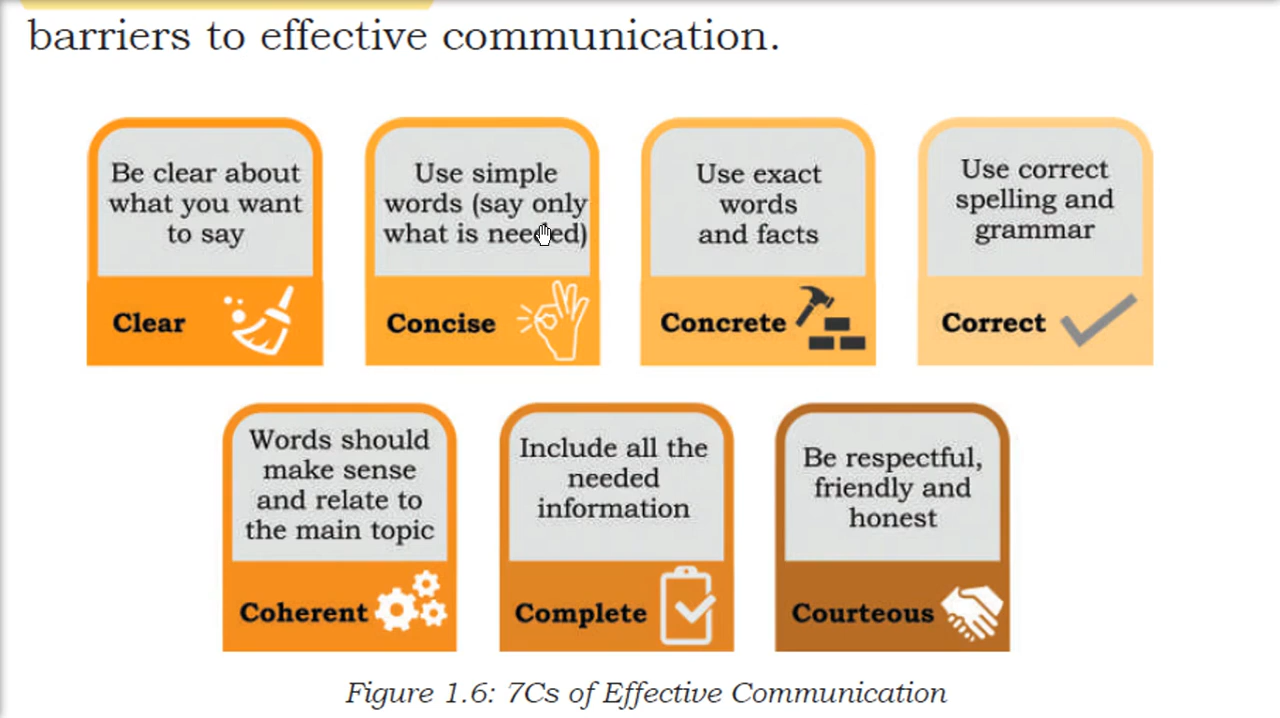 barriers to effective communication.
Be clear about
what you want
to say
Clear
Use simple
words (say only
what is needed)
Concise
Use exact
words
and facts
Concrete
Use correct
spelling and
grammar
Correct
Words should
make sense
and relate to
the main topic
Coherent
Include all the
needed
information
Complete
Be respectful,
friendly and
honest
Courteous
Figure 1.6: 7Cs of Effective Communication